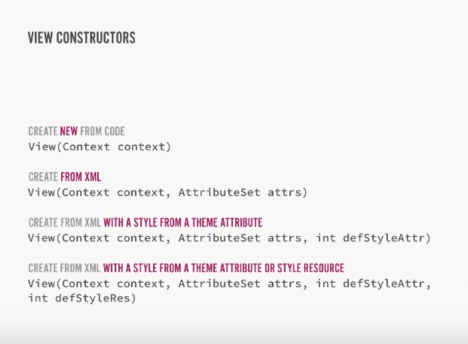 VIEW CONSTRUCTORS
CREATE NEW FROM CODE
View(Context context)
CREATE FROM XML
View(Context context, AttributeSet attrs)
CREATE FROM XML WITH A STYLE FROM A THEME ATTRIBUTE
View(Context context, AttributeSet attrs, int defStyleAttr)
CREATE FROM XML WITH A STYLE FROM A THEME ATTRIBUTE OR STYLE RESOURCE
View(Context context, AttributeSet attrs, int defStyleAttr,
int defStyleRes)